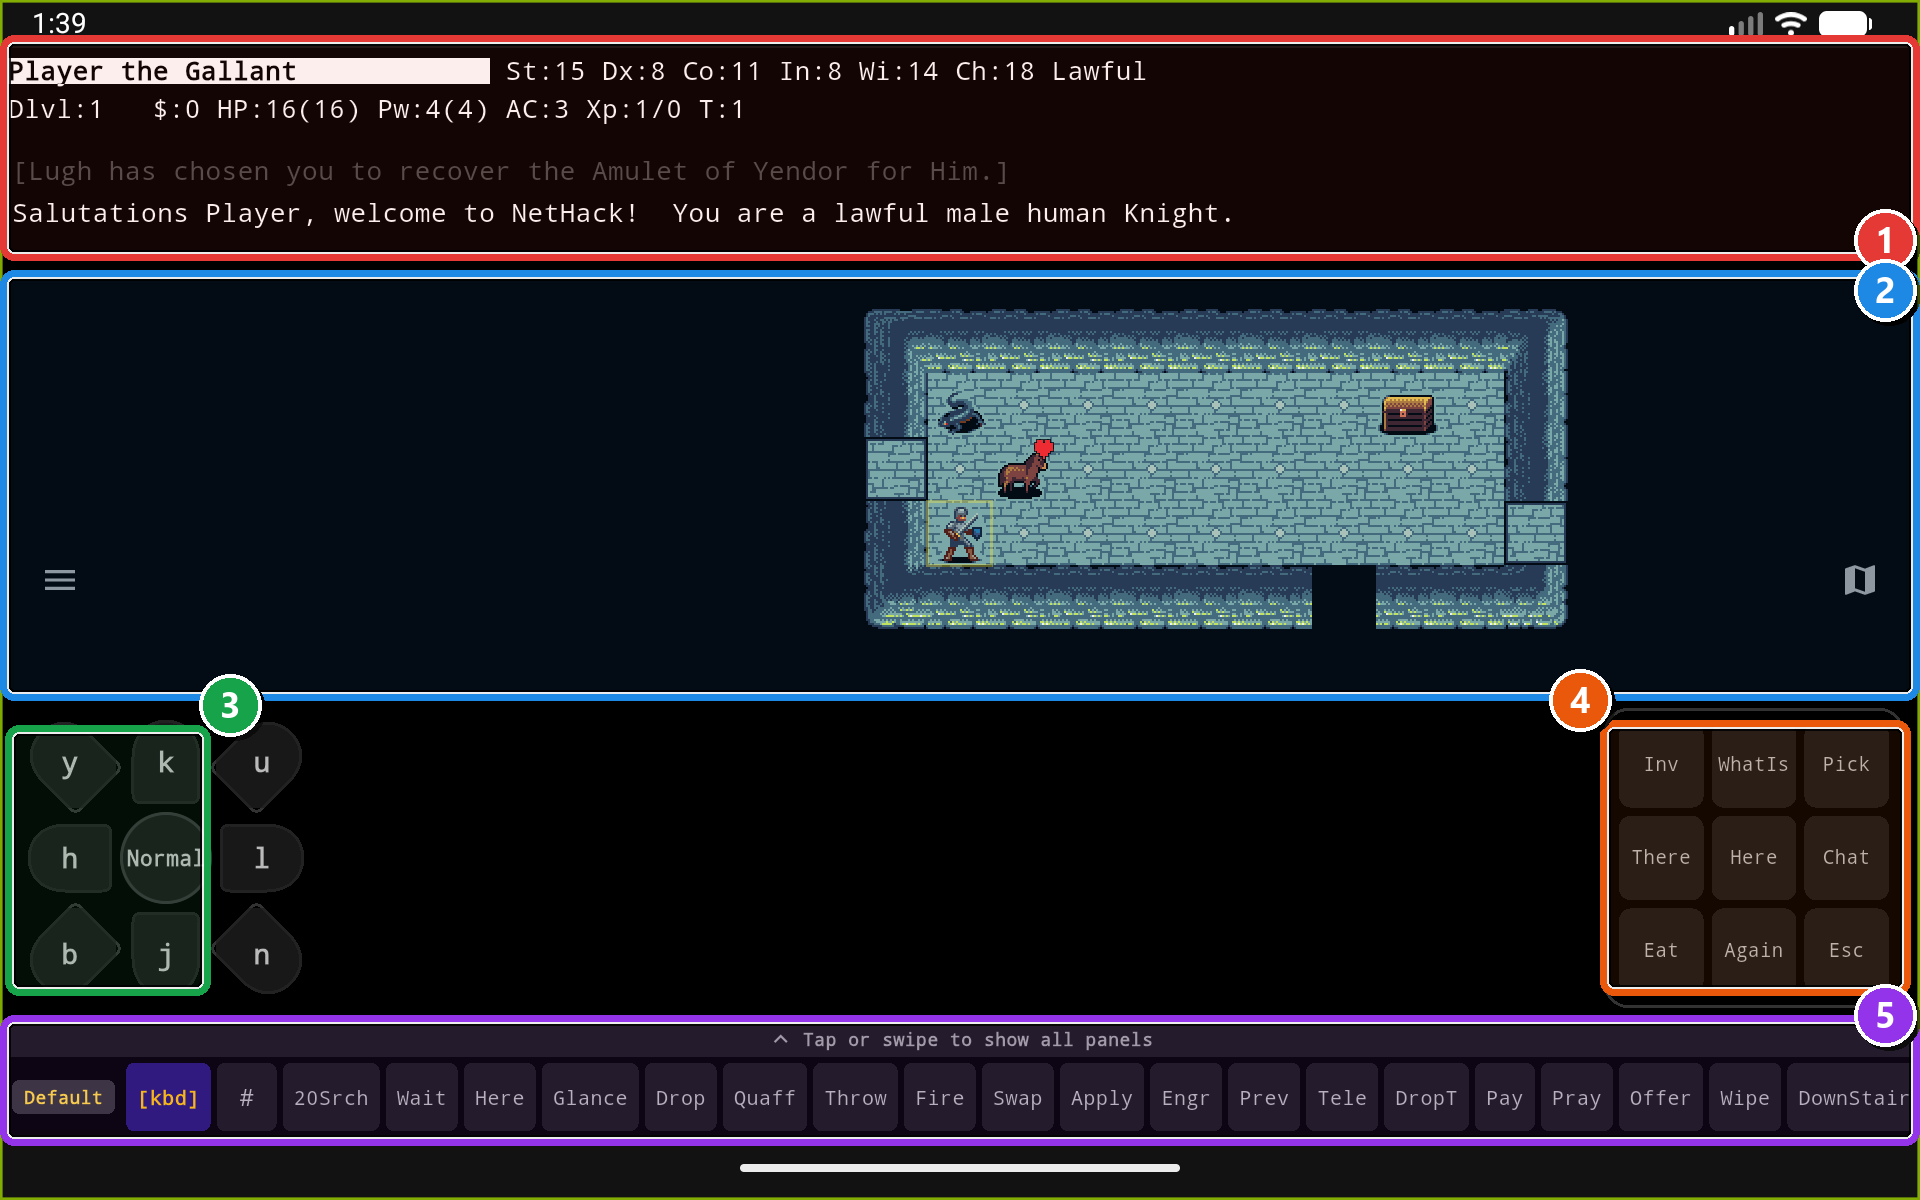 1:39
Player the Gallant St:15 Dx:8 Co:11 In:8 Wi:14 Ch:18 Lawful
Dlvl:1 $:0 HP:16(16) Pw:4(4) AC:3 Xp:1/0 T:1
[Lugh has chosen you to recover the Amulet of Yendor for Him.]
Salutations Player, welcome to NetHack! You are a lawful male human Knight.
1
2
3
4
y k u
Inv WhatIs Pick
h Normal l
There Here Chat
b j n
Eat Again Esc
5
Tap or swipe to show all panels
Default [kbd] # 20Srch Wait Here Glance Drop Quaff Throw Fire Swap Apply Engr Prev Tele DropT Pay Pray Offer Wipe DownStair